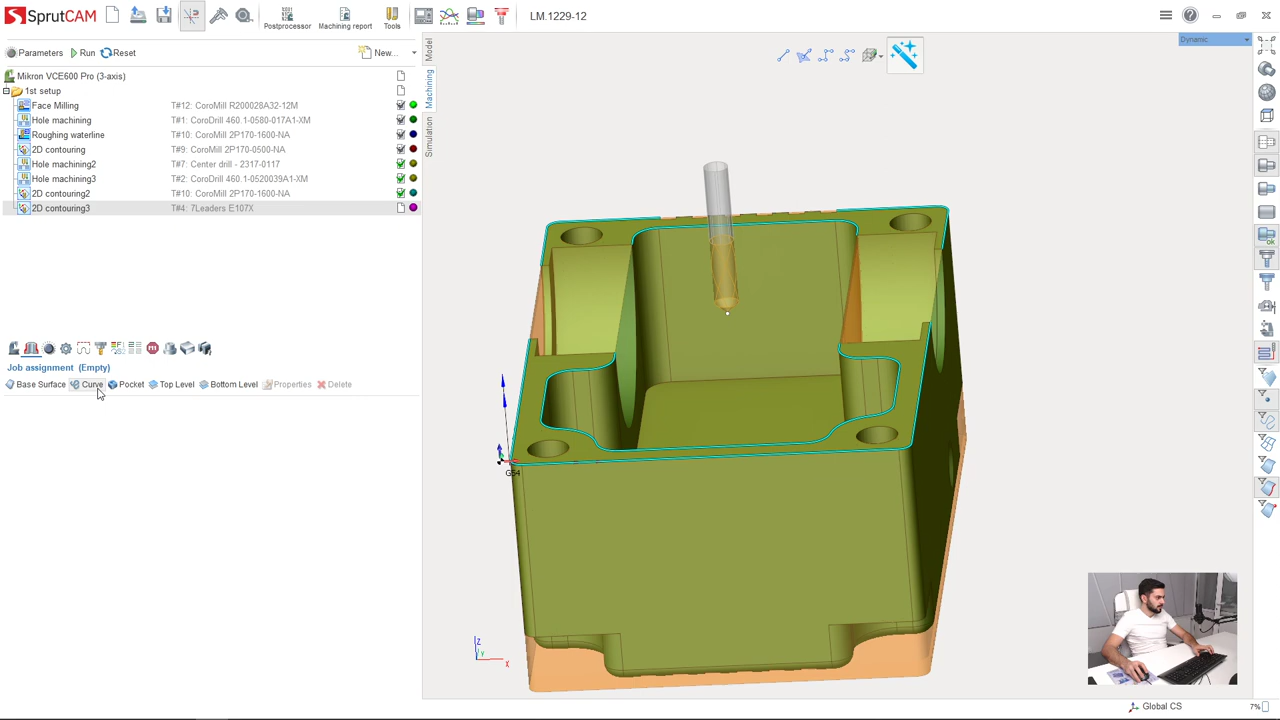 SprutCAM
Postprocessor
Machining report
Tools
LM.1229-12
Parameters
Run
Reset
New...
Mikron VCE600 Pro (3-axis)
1st setup
Face Milling T#12: CoroMill R200028A32-12M
Hole machining T#1: CoroDrill 460.1-0580-017A1-XM
Roughing waterline T#10: CoroMill 2P170-1600-NA
2D contouring T#9: CoroMill 2P170-0500-NA
Hole machining2 T#7: Center drill - 2317-0117
Hole machining3 T#2: CoroDrill 460.1-0520039A1-XM
2D contouring2 T#10: CoroMill 2P170-1600-NA
2D contouring3 T#4: 7Leaders E107X
Job assignment (Empty)
Base Surface
Curve
Pocket
Top Level
Bottom Level
Properties
Delete
Model
Machining
Simulation
Dynamic
OK
G54
Z
Y
X
Global CS
7%